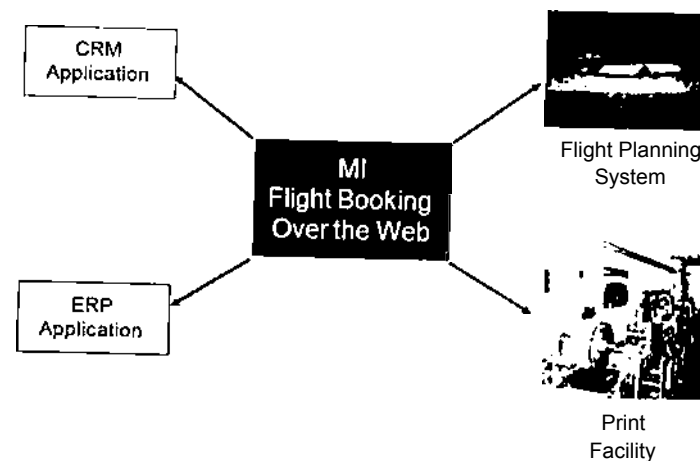 CRM
Application
Flight Planning
System
MI
Flight Booking
Over the Web
ERP
Application
Print
Facility